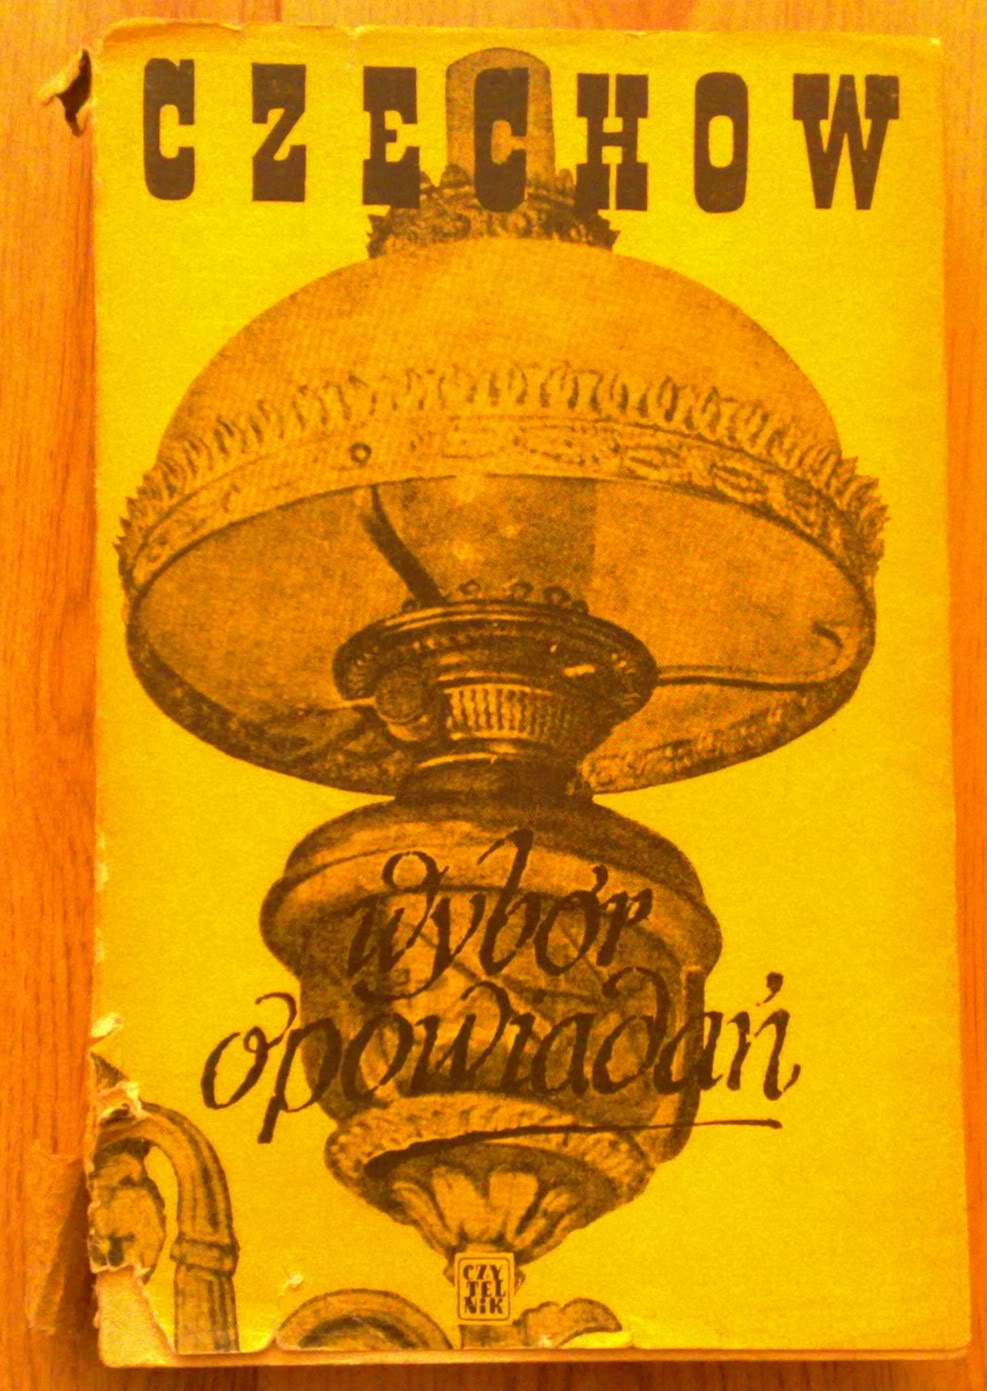 CZECHOW
wybór
opowiadań
CZY
TEL
NIK